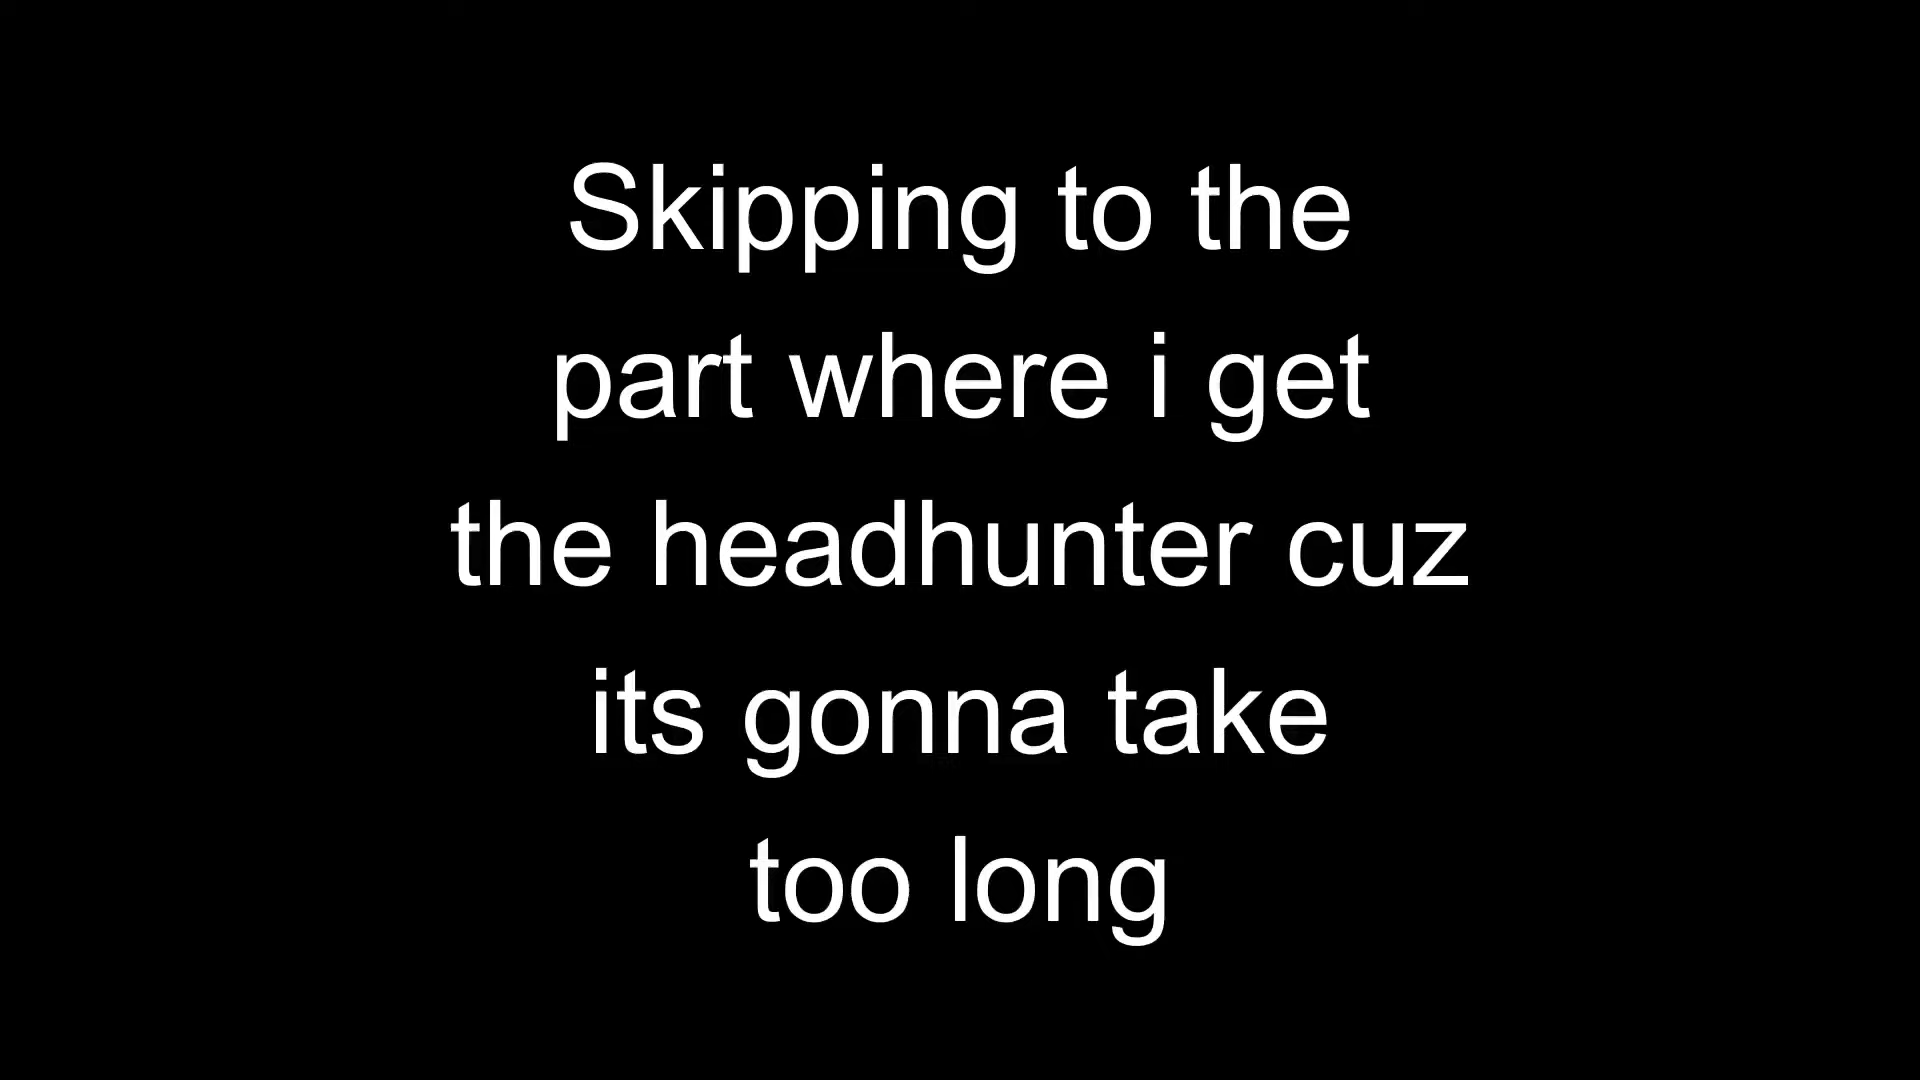 Skipping to the
part where i get
the headhunter cuz
its gonna take
too long